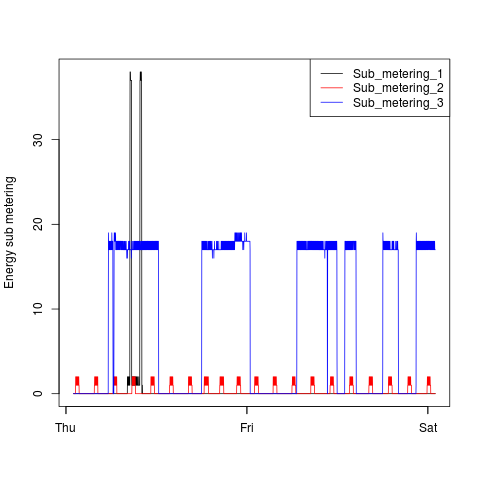 Sub_metering_1
Sub_metering_2
Sub_metering_3
Energy sub metering
30
20
10
0
Thu
Fri
Sat